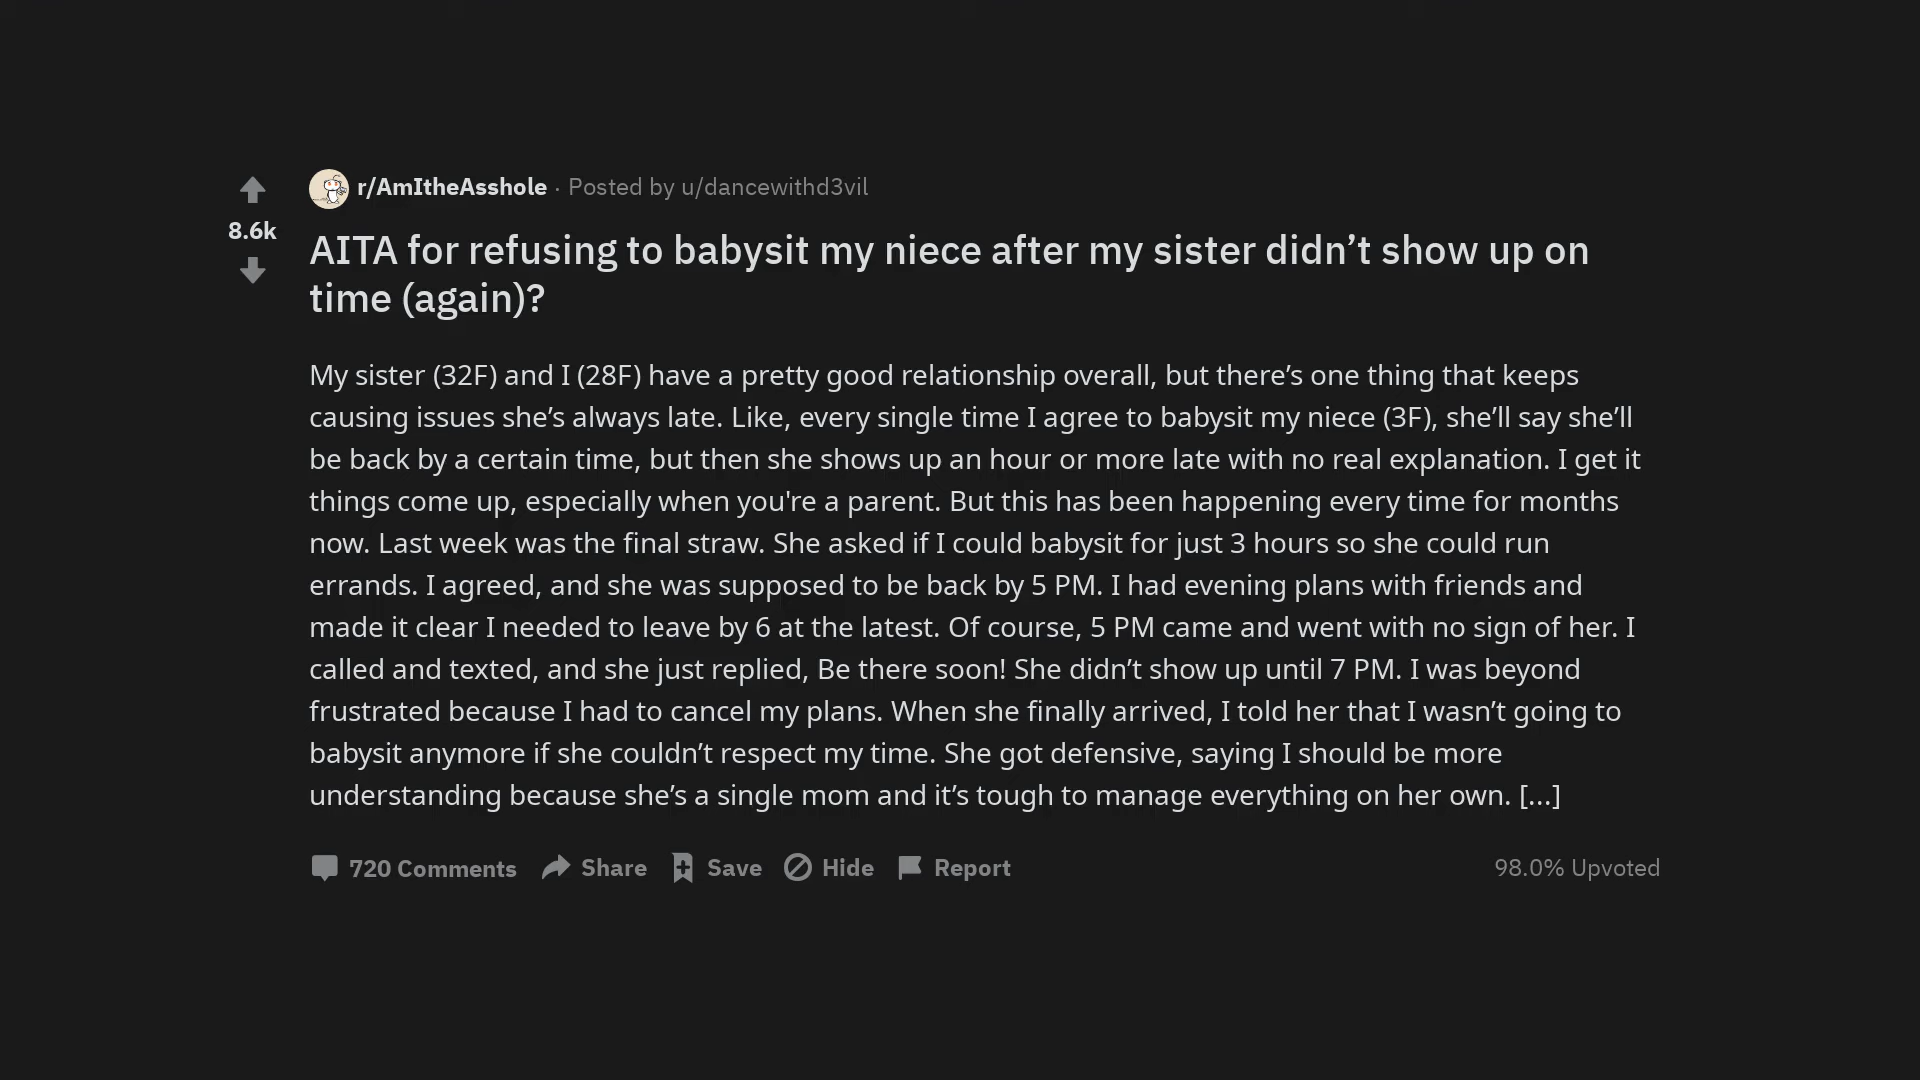 r/AmItheAsshole · Posted by u/dancewithd3vil
8.6k
AITA for refusing to babysit my niece after my sister didn’t show up on
time (again)?
My sister (32F) and I (28F) have a pretty good relationship overall, but there’s one thing that keeps
causing issues she’s always late. Like, every single time I agree to babysit my niece (3F), she’ll say she’ll
be back by a certain time, but then she shows up an hour or more late with no real explanation. I get it
things come up, especially when you're a parent. But this has been happening every time for months
now. Last week was the final straw. She asked if I could babysit for just 3 hours so she could run
errands. I agreed, and she was supposed to be back by 5 PM. I had evening plans with friends and
made it clear I needed to leave by 6 at the latest. Of course, 5 PM came and went with no sign of her. I
called and texted, and she just replied, Be there soon! She didn’t show up until 7 PM. I was beyond
frustrated because I had to cancel my plans. When she finally arrived, I told her that I wasn’t going to
babysit anymore if she couldn’t respect my time. She got defensive, saying I should be more
understanding because she’s a single mom and it’s tough to manage everything on her own. [...]
720 Comments Share Save Hide Report 98.0% Upvoted